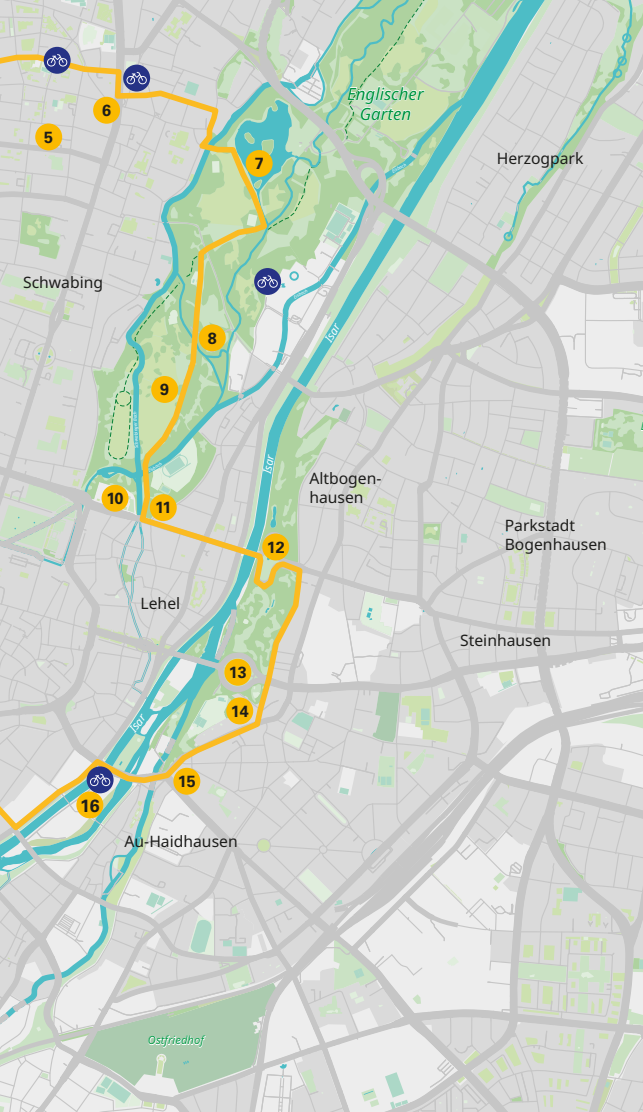 6
5
Englischer
Garten
7
Herzogpark
Schwabing
8
Isar
9
Isar
Altbogen-
hausen
10
11
Parkstadt
Bogenhausen
12
Lehel
Steinhausen
13
14
Isar
15
16
Au-Haidhausen
Ostfriedhof